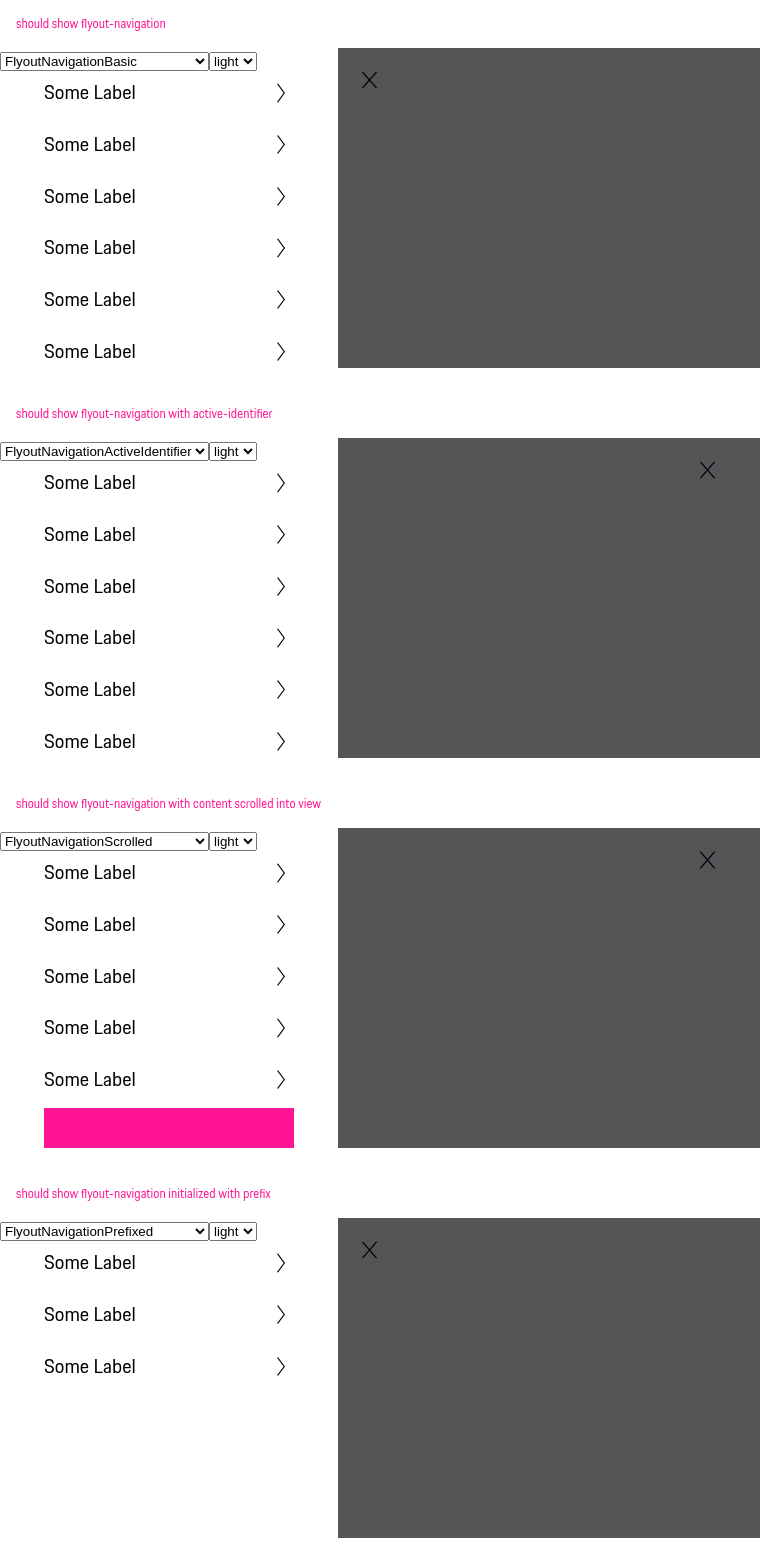 should show flyout-navigation
FlyoutNavigationBasic light
Some Label
Some Label
Some Label
Some Label
Some Label
Some Label
should show flyout-navigation with active-identifier
FlyoutNavigationActiveIdentifier light
Some Label
Some Label
Some Label
Some Label
Some Label
Some Label
should show flyout-navigation with content scrolled into view
FlyoutNavigationScrolled light
Some Label
Some Label
Some Label
Some Label
Some Label
should show flyout-navigation initialized with prefix
FlyoutNavigationPrefixed light
Some Label
Some Label
Some Label